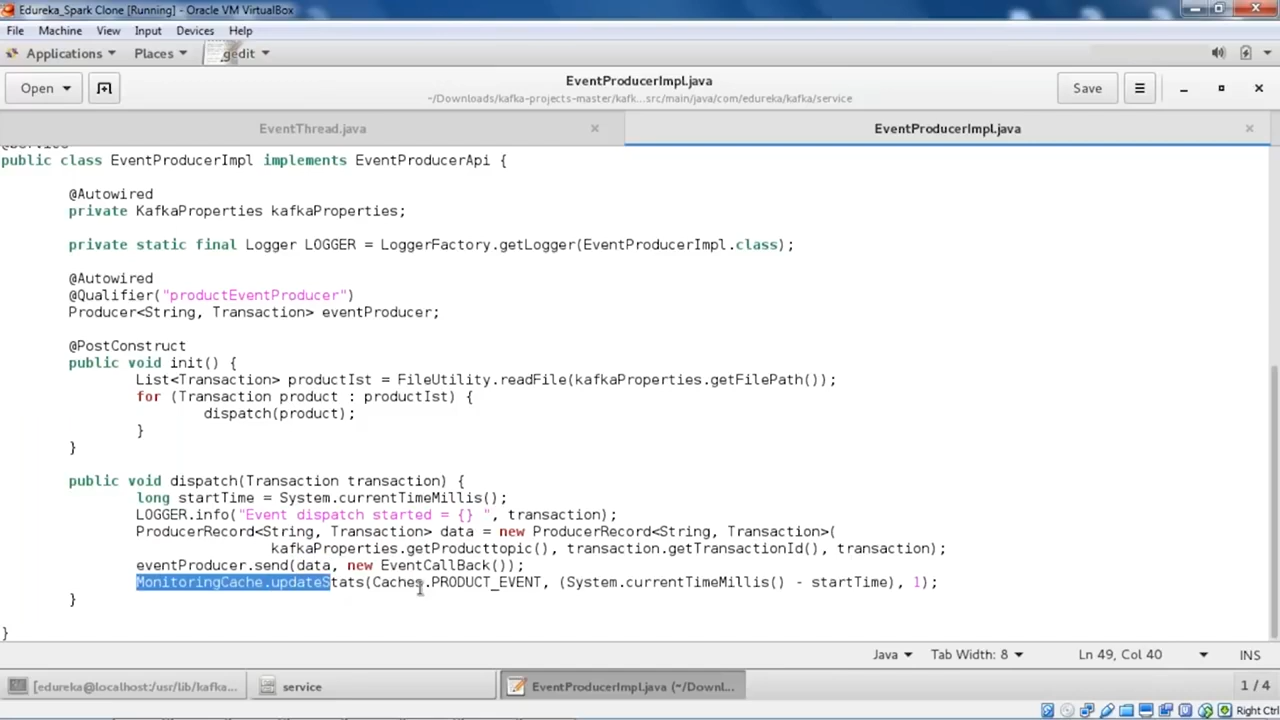 Edureka_Spark Clone [Running] - Oracle VM VirtualBox
File Machine View Input Devices Help
Applications Places gedit
Open EventProducerImpl.java Save
~/Downloads/kafka-projects-master/kafk...src/main/java/com/edureka/kafka/service
EventThread.java EventProducerImpl.java
public class EventProducerImpl implements EventProducerApi {
@Autowired
private KafkaProperties kafkaProperties;
private static final Logger LOGGER = LoggerFactory.getLogger(EventProducerImpl.class);
@Autowired
@Qualifier("productEventProducer")
Producer<String, Transaction> eventProducer;
@PostConstruct
public void init() {
List<Transaction> productIst = FileUtility.readFile(kafkaProperties.getFilePath());
for (Transaction product : productIst) {
dispatch(product);
}
}
public void dispatch(Transaction transaction) {
long startTime = System.currentTimeMillis();
LOGGER.info("Event dispatch started = {} ", transaction);
ProducerRecord<String, Transaction> data = new ProducerRecord<String, Transaction>(
kafkaProperties.getProducttopic(), transaction.getTransactionId(), transaction);
eventProducer.send(data, new EventCallBack());
MonitoringCache.updateStats(Caches.PRODUCT_EVENT, (System.currentTimeMillis() - startTime), 1);
}
}
Java Tab Width: 8 Ln 49, Col 40 INS
[edureka@localhost:/usr/lib/kafka... service EventProducerImpl.java (~/Downl... 1 / 4
Right Ctrl